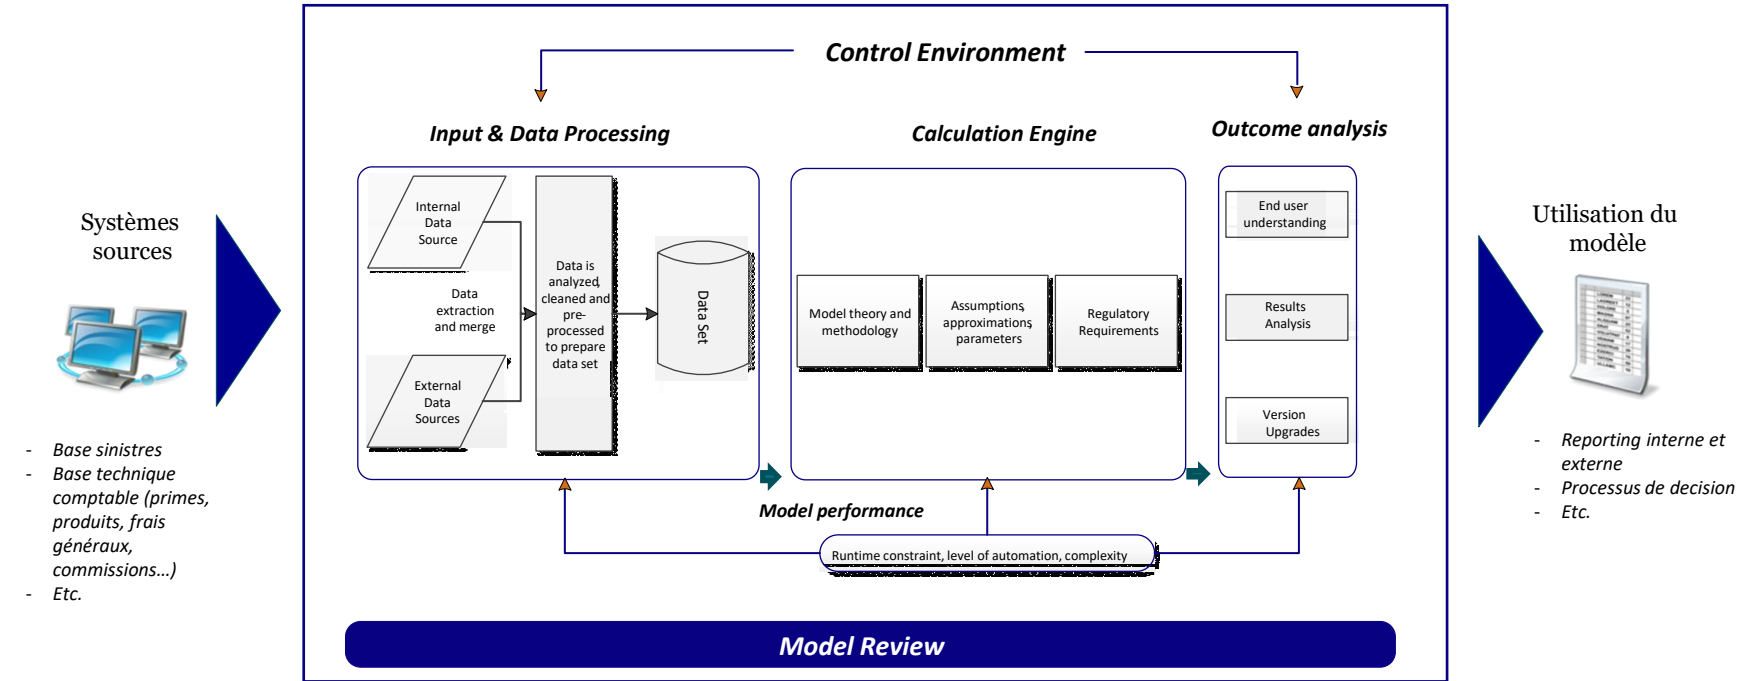 Control Environment
Input & Data Processing
Calculation Engine
Outcome analysis
Systèmes
sources
- Base sinistres
- Base technique
comptable (primes,
produits, frais
généraux,
commissions...)
- Etc.
Internal
Data
Source
Data
extraction
and merge
External
Data
Sources
Data is
analyzed,
cleaned and
pre-
processed
to prepare
data set
Data Set
Model theory and
methodology
Assumptions,
approximations,
parameters
Regulatory
Requirements
End user
understanding
Results
Analysis
Version
Upgrades
Model performance
Runtime constraint, level of automation, complexity
Model Review
Utilisation du
modèle
- Reporting interne et
externe
- Processus de decision
- Etc.